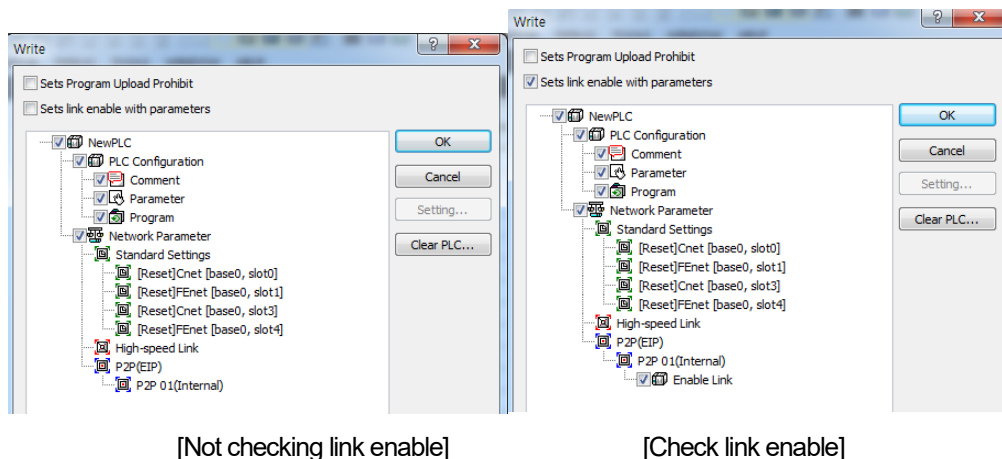 Write
Sets Program Upload Prohibit
Sets link enable with parameters
NewPLC
PLC Configuration
Comment
Parameter
Program
Network Parameter
Standard Settings
[Reset]Cnet [base0, slot0]
[Reset]FEnet [base0, slot1]
[Reset]Cnet [base0, slot3]
[Reset]FEnet [base0, slot4]
High-speed Link
P2P(EIP)
P2P 01(Internal)
OK
Cancel
Setting...
Clear PLC...
[Not checking link enable]
Write
Sets Program Upload Prohibit
Sets link enable with parameters
NewPLC
PLC Configuration
Comment
Parameter
Program
Network Parameter
Standard Settings
[Reset]Cnet [base0, slot0]
[Reset]FEnet [base0, slot1]
[Reset]Cnet [base0, slot3]
[Reset]FEnet [base0, slot4]
High-speed Link
P2P(EIP)
P2P 01(Internal)
Enable Link
OK
Cancel
Setting...
Clear PLC...
[Check link enable]